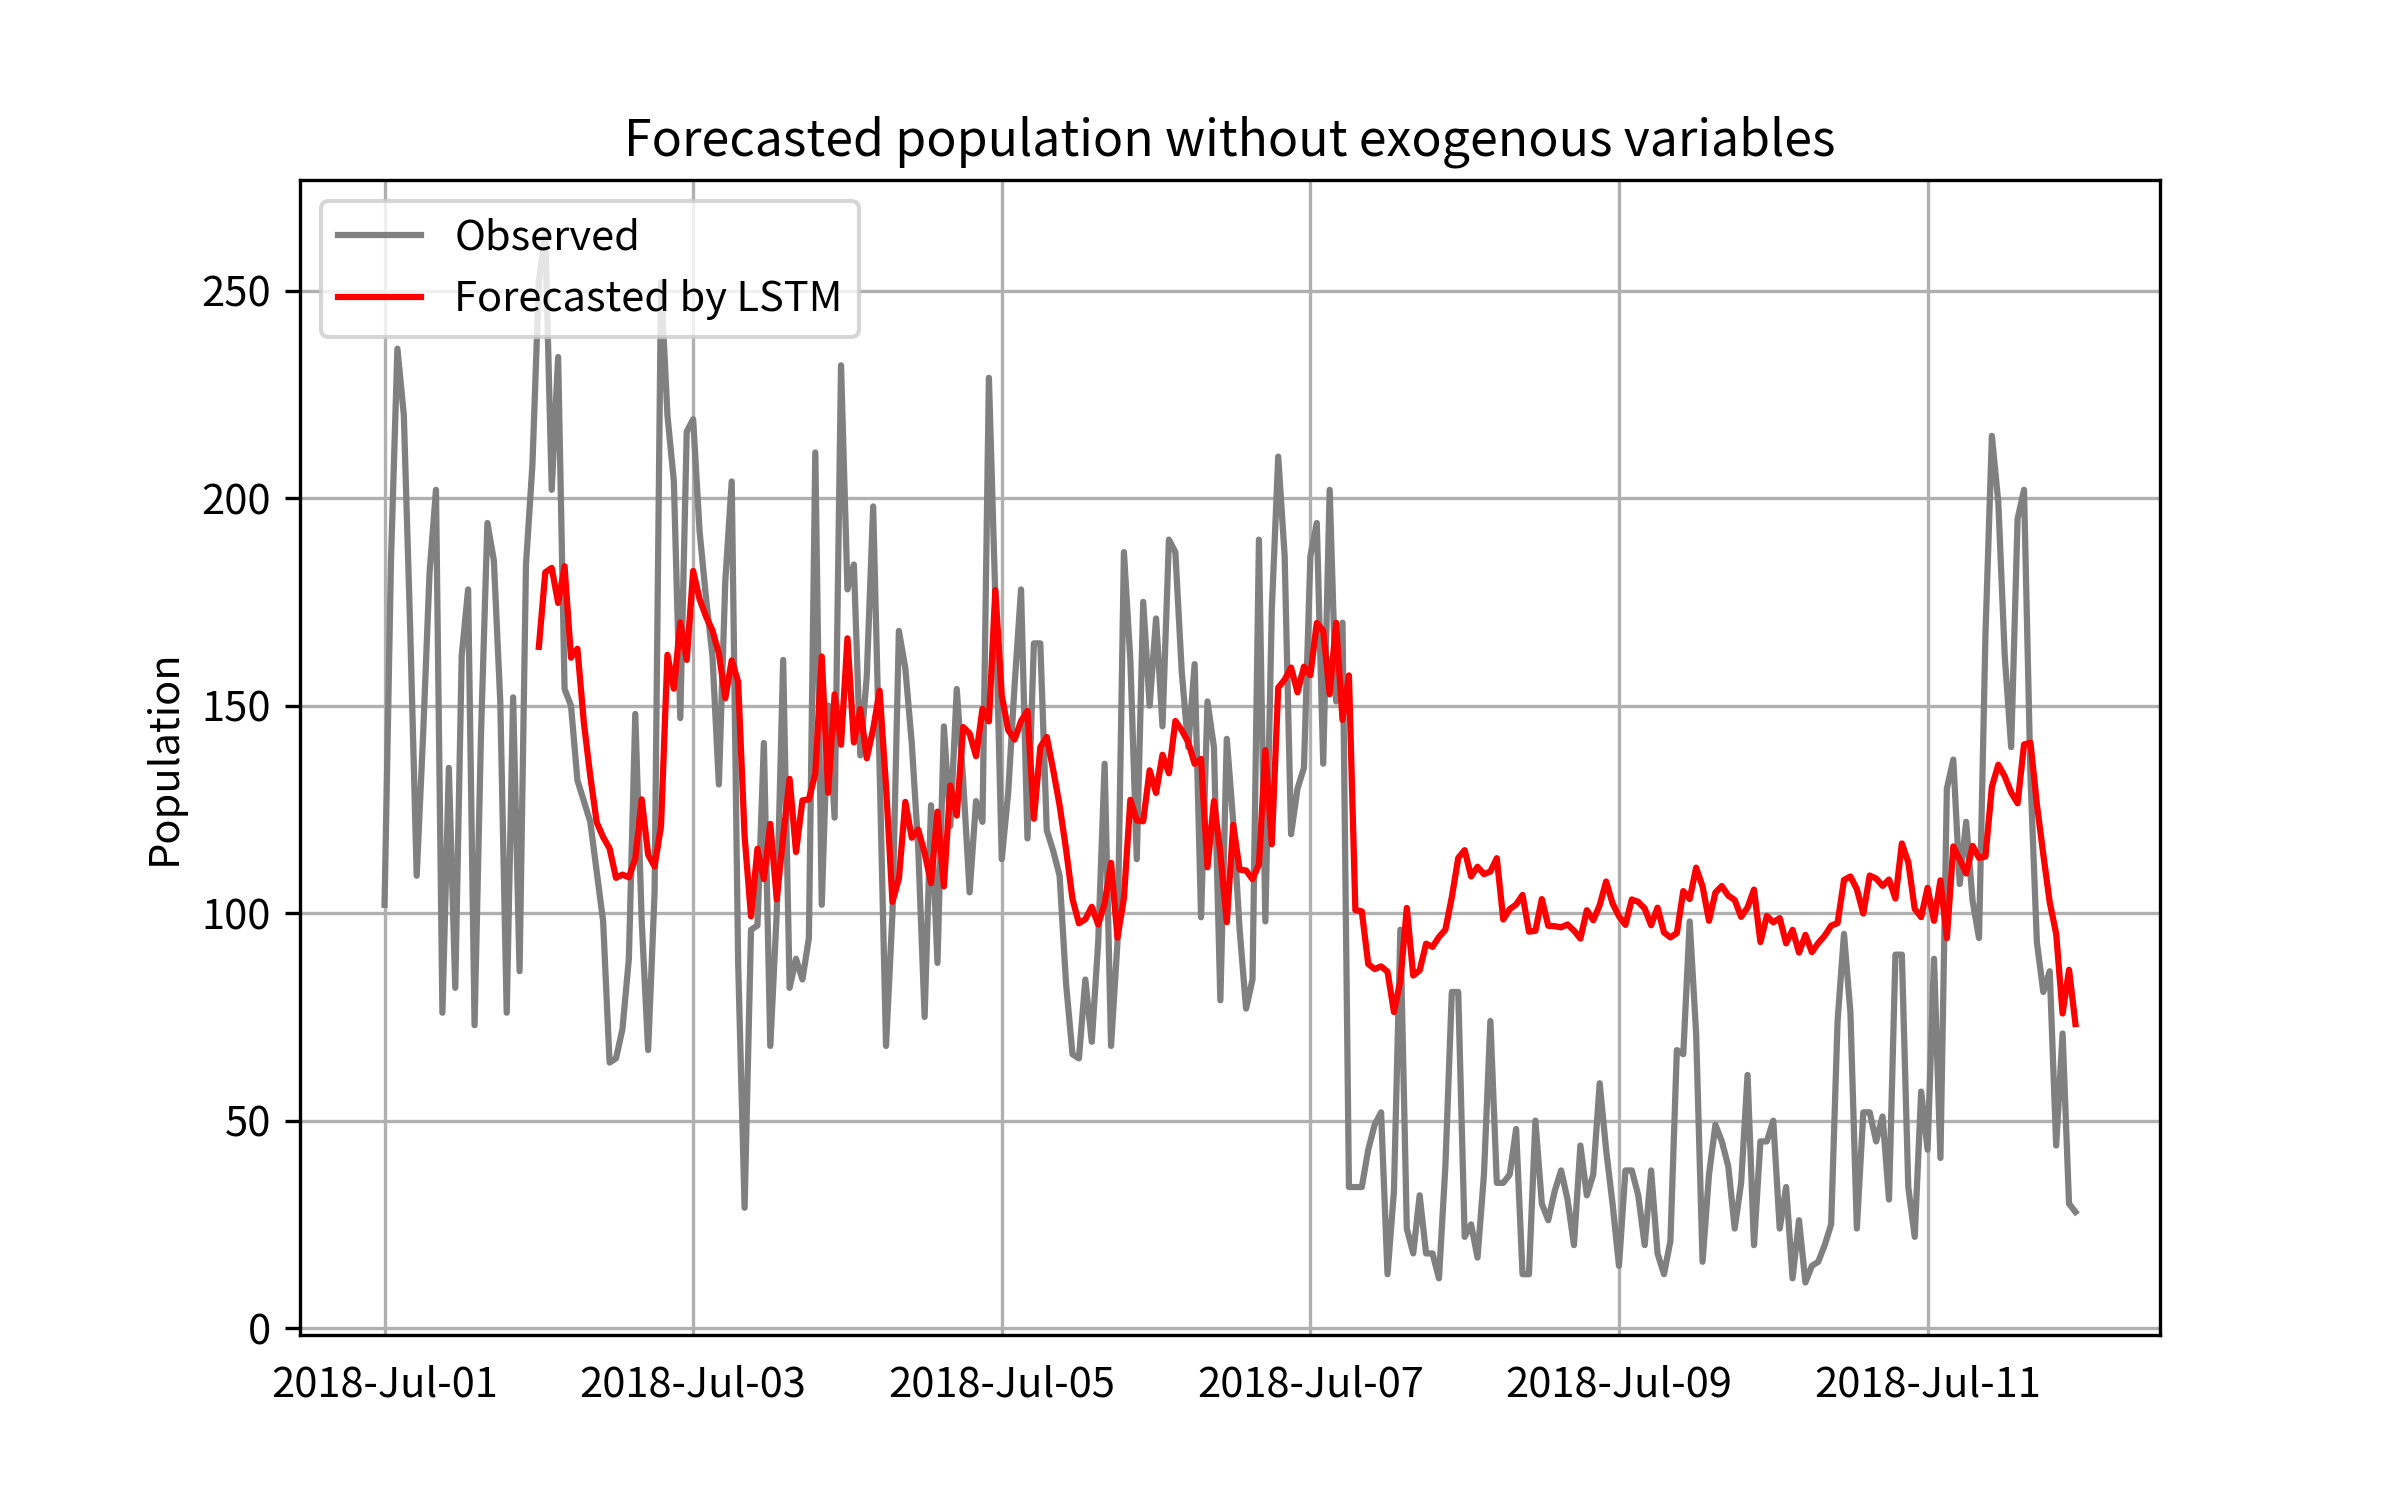 Forecasted population without exogenous variables
Observed
Forecasted by LSTM
250
200
150
100
50
0
Population
2018-Jul-01
2018-Jul-03
2018-Jul-05
2018-Jul-07
2018-Jul-09
2018-Jul-11